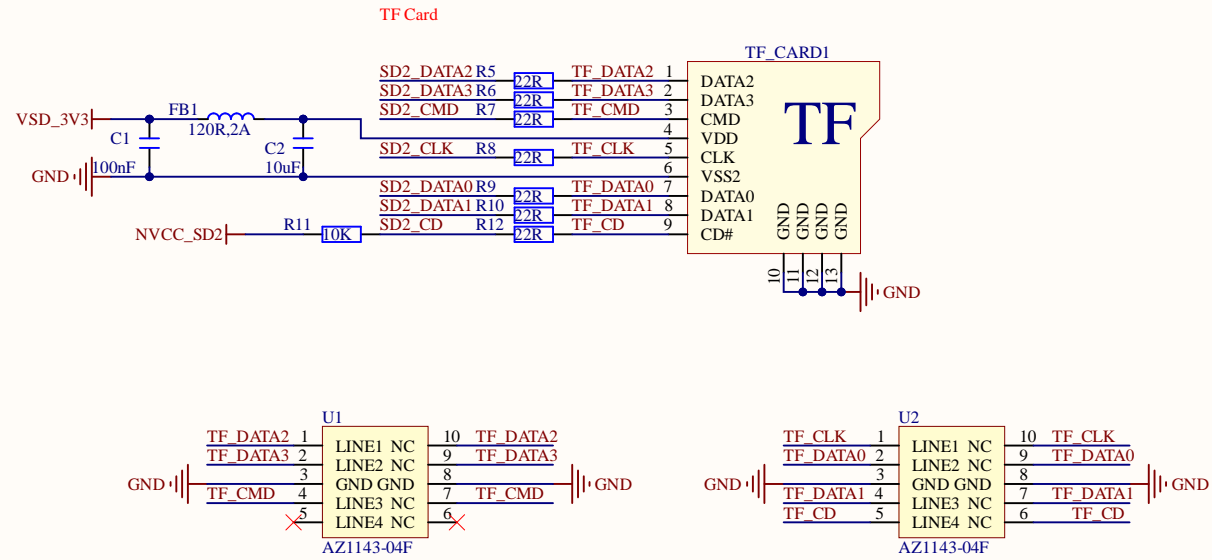 TF Card
TF_CARD1
SD2_DATA2 R5 22R TF_DATA2 1 DATA2
SD2_DATA3 R6 22R TF_DATA3 2 DATA3
SD2_CMD R7 22R TF_CMD 3 CMD
VSD_3V3 FB1 120R,2A 4 VDD
C1 100nF C2 10uF
SD2_CLK R8 22R TF_CLK 5 CLK
GND 6 VSS2
SD2_DATA0 R9 22R TF_DATA0 7 DATA0
SD2_DATA1 R10 22R TF_DATA1 8 DATA1
NVCC_SD2 R11 10K SD2_CD R12 22R TF_CD 9 CD#
TF
GND GND GND GND
10 11 12 13 GND
U1
TF_DATA2 1 LINE1 NC 10 TF_DATA2
TF_DATA3 2 LINE2 NC 9 TF_DATA3
GND 3 GND GND 8 GND
TF_CMD 4 LINE3 NC 7 TF_CMD
5 LINE4 NC 6
AZ1143-04F
U2
TF_CLK 1 LINE1 NC 10 TF_CLK
TF_DATA0 2 LINE2 NC 9 TF_DATA0
GND 3 GND GND 8 GND
TF_DATA1 4 LINE3 NC 7 TF_DATA1
TF_CD 5 LINE4 NC 6 TF_CD
AZ1143-04F